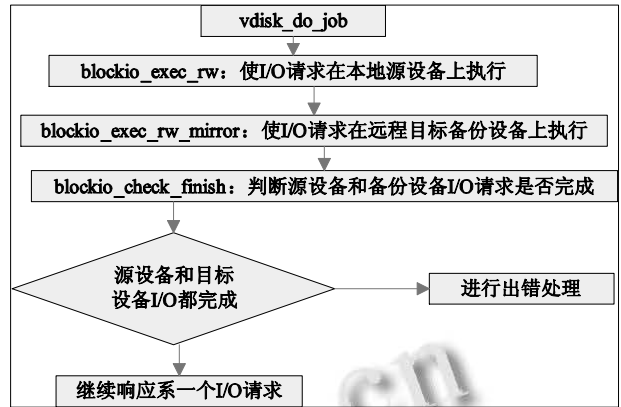 vdisk_do_job
blockio_exec_rw：使I/O请求在本地源设备上执行
blockio_exec_rw_mirror：使I/O请求在远程目标备份设备上执行
blockio_check_finish：判断源设备和备份设备I/O请求是否完成
源设备和目标
设备I/O都完成
进行出错处理
继续响应系一个I/O请求